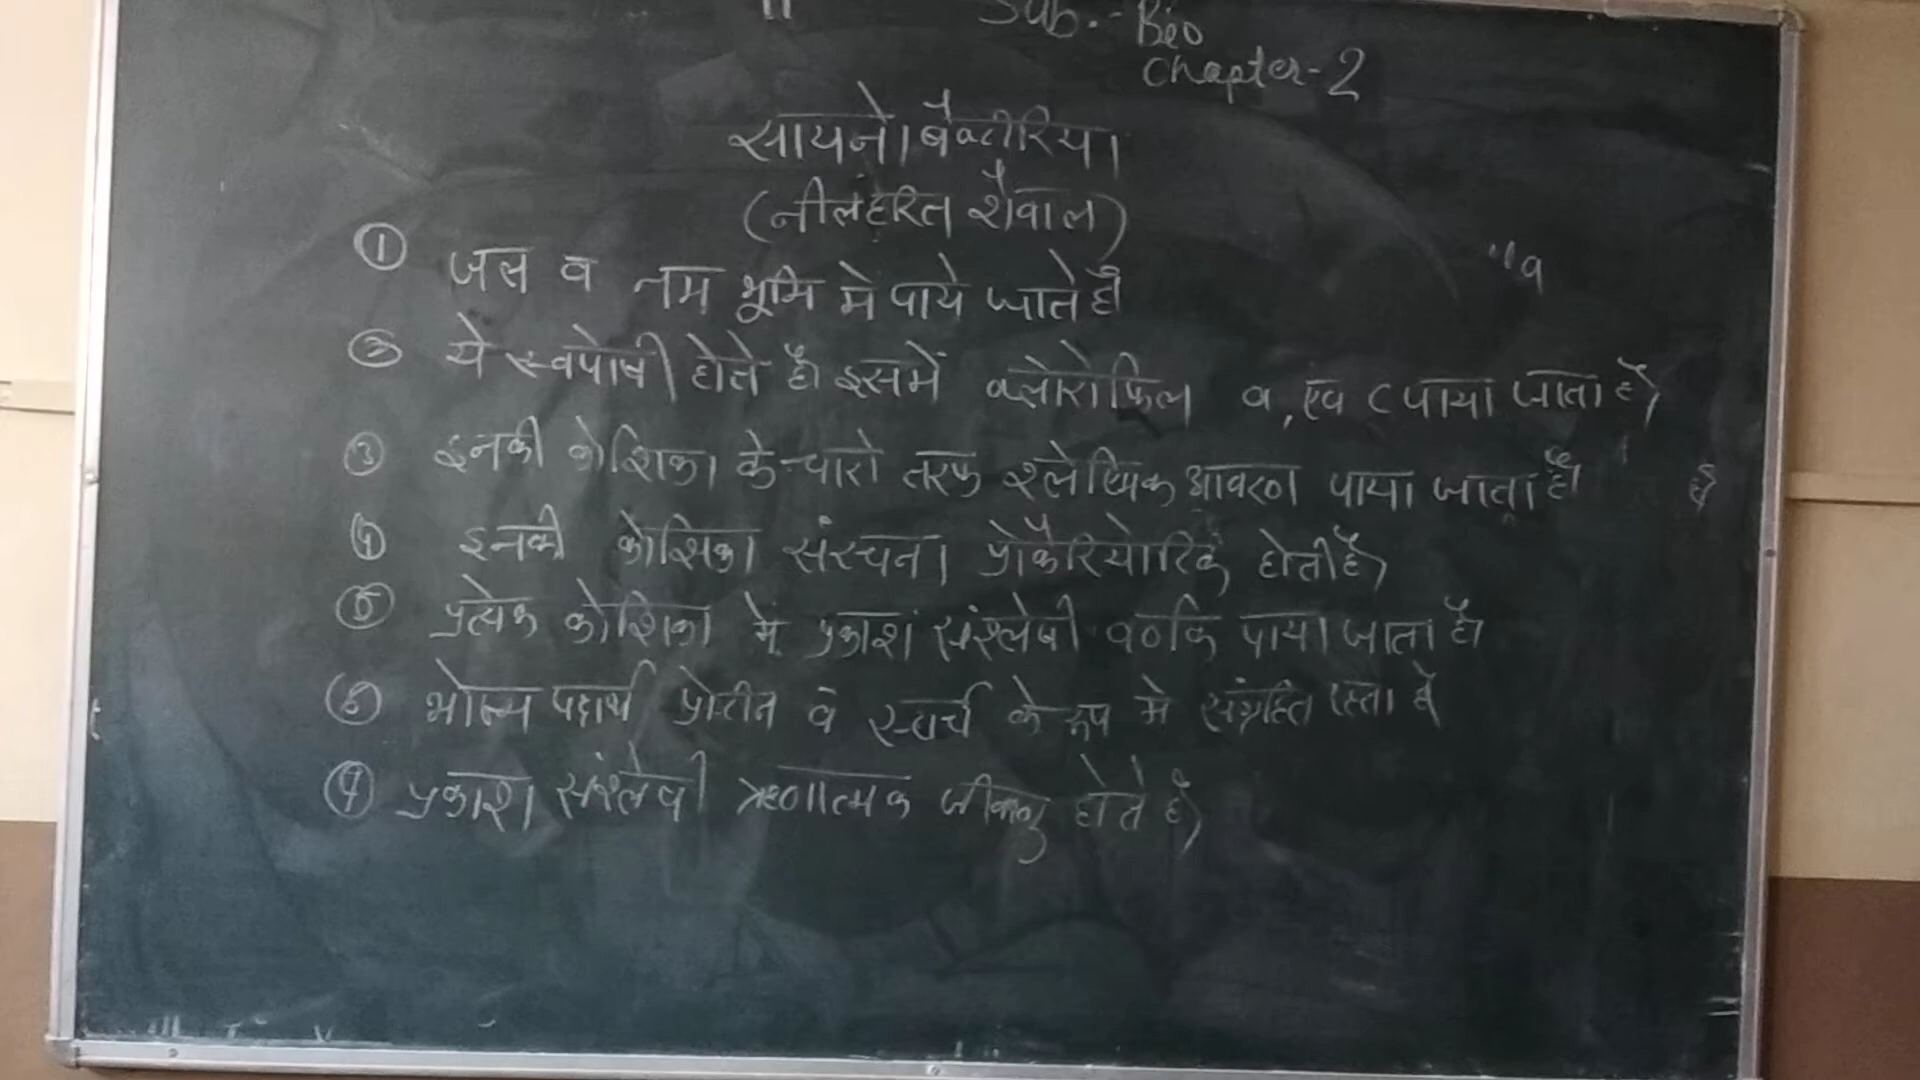 Sub.- Bio
Chapter-2
सायनोबैक्टीरिया
(नीलहरित शैवाल)
① जल व नम भूमि मे पाये जाते है
② ये स्वपोषी होते है इसमें क्लोरोफिल a, एव c पाया जाता है
③ इनकी कोशिका के चारो तरफ श्लेष्मिक आवरण पाया जाता है
④ इनकी कोशिका संरचना प्रोकैरियोटिक होती है
⑤ प्रत्येक कोशिका मे प्रकाश संश्लेषी वर्णक पाया जाता है
⑥ भोज्य पदार्थ प्रोटीन व स्टार्च के रूप मे संग्रहित रहता है
⑦ प्रकाश संश्लेषी ऋणात्मक जीवाणु होते है